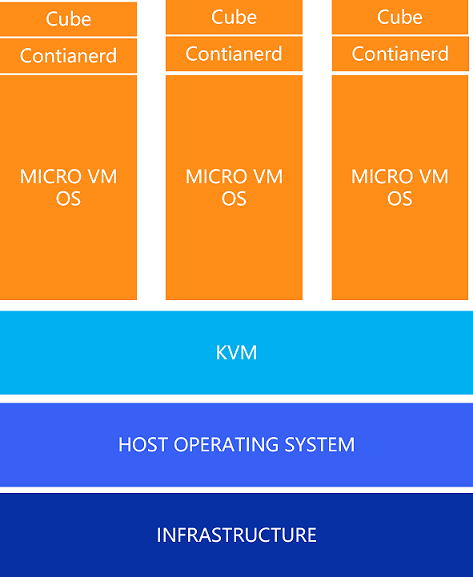 Cube
Cube
Cube
Contianerd
Contianerd
Contianerd
MICRO VM
OS
MICRO VM
OS
MICRO VM
OS
KVM
HOST OPERATING SYSTEM
INFRASTRUCTURE